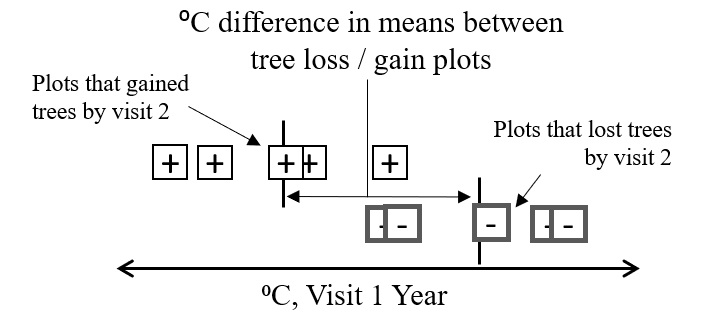 ºC difference in means between
tree loss / gain plots
Plots that gained
trees by visit 2
Plots that lost trees
by visit 2
+ + + + +
- - - - -
ºC, Visit 1 Year